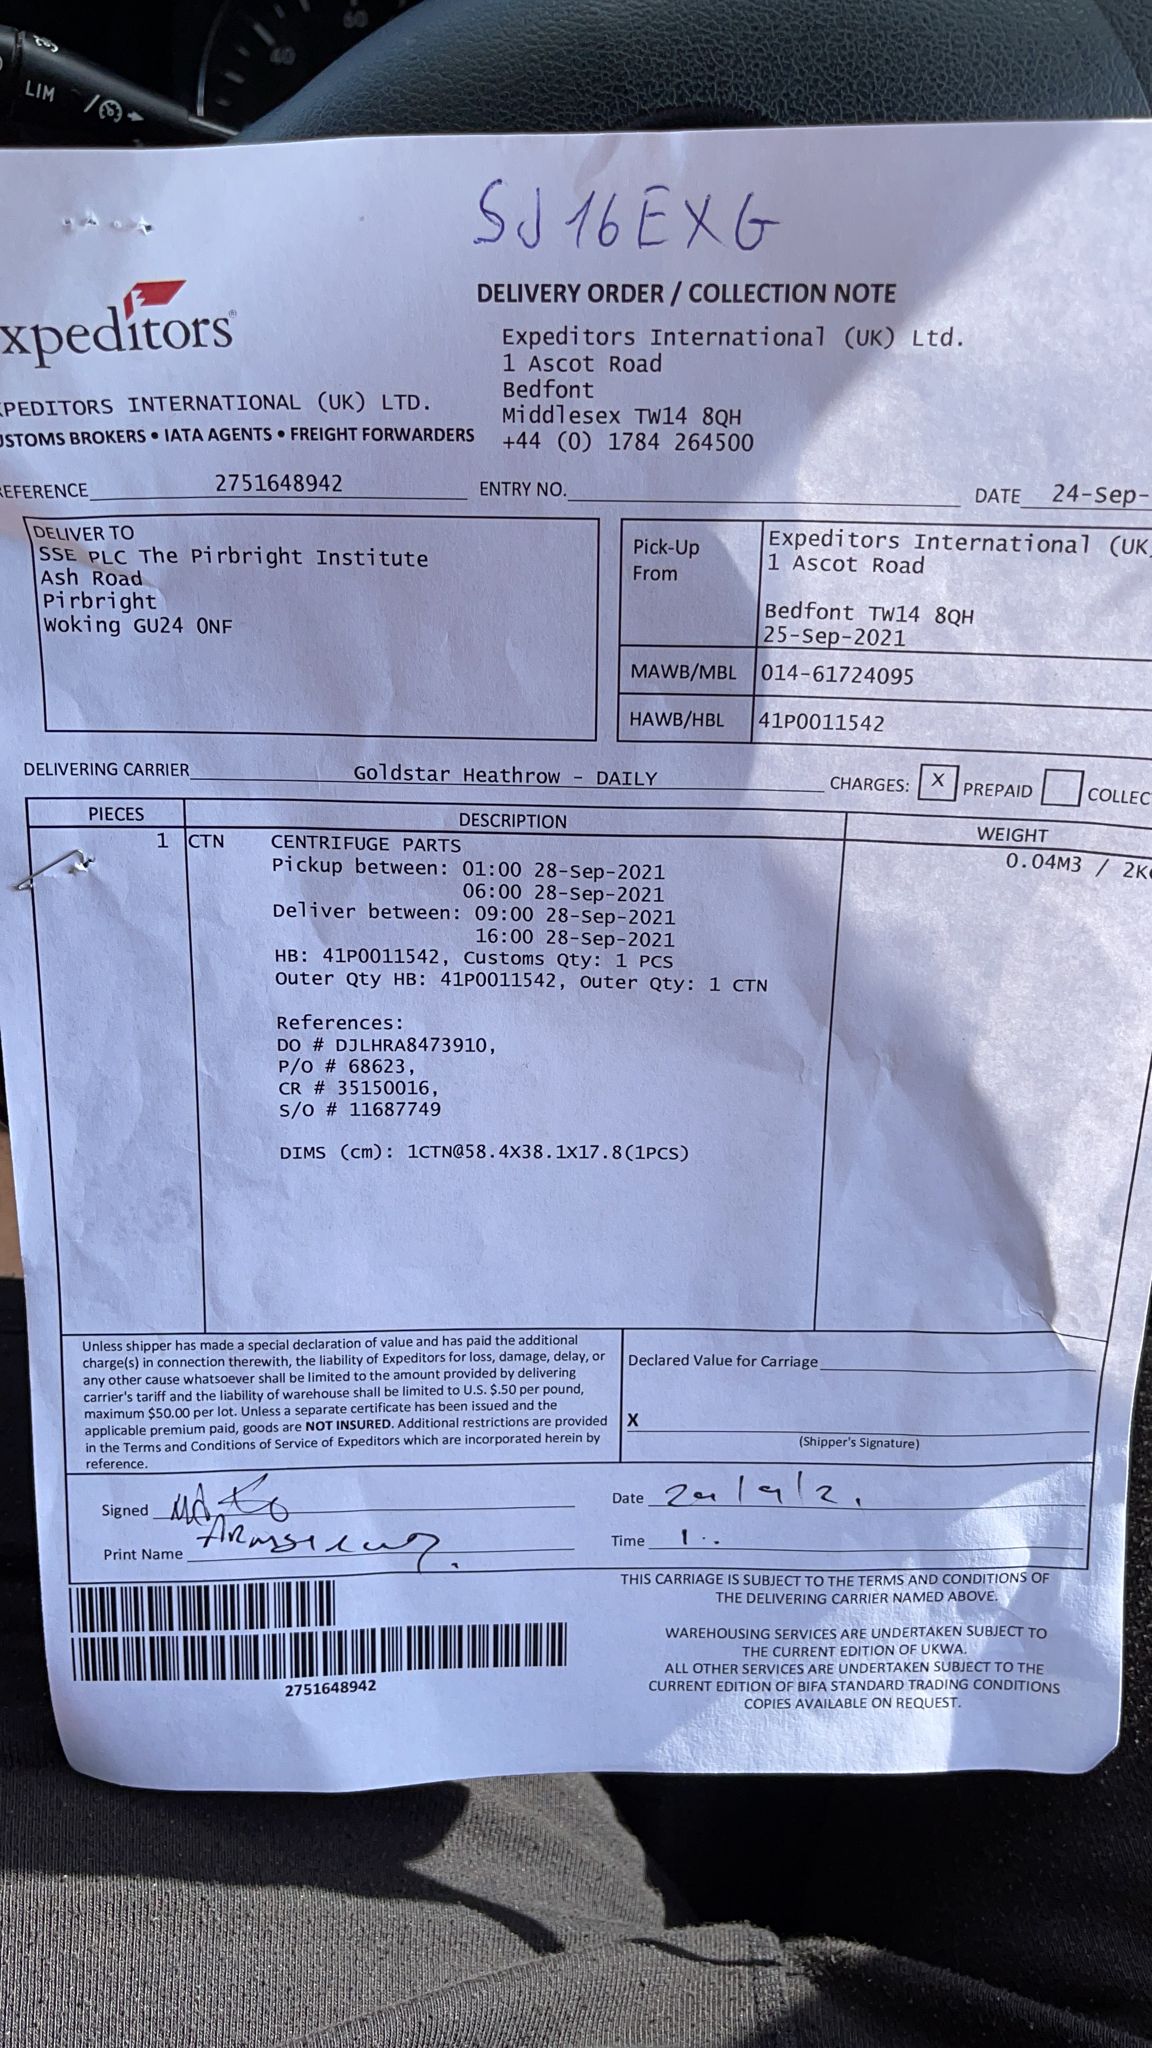 LIM
SJ16EXG
xpeditors®
DELIVERY ORDER / COLLECTION NOTE
Expeditors International (UK) Ltd.
1 Ascot Road
Bedfont
Middlesex TW14 8QH
+44 (0) 1784 264500
XPEDITORS INTERNATIONAL (UK) LTD.
USTOMS BROKERS • IATA AGENTS • FREIGHT FORWARDERS
REFERENCE 2751648942 ENTRY NO. DATE 24-Sep-
DELIVER TO
SSE PLC The Pirbright Institute
Ash Road
Pirbright
Woking GU24 0NF
Pick-Up From
Expeditors International (UK
1 Ascot Road
Bedfont TW14 8QH
25-Sep-2021
MAWB/MBL 014-61724095
HAWB/HBL 41P0011542
DELIVERING CARRIER Goldstar Heathrow - DAILY CHARGES: X PREPAID COLLEC
PIECES DESCRIPTION WEIGHT
1 CTN CENTRIFUGE PARTS 0.04M3 / 2K
Pickup between: 01:00 28-Sep-2021
06:00 28-Sep-2021
Deliver between: 09:00 28-Sep-2021
16:00 28-Sep-2021
HB: 41P0011542, Customs Qty: 1 PCS
Outer Qty HB: 41P0011542, Outer Qty: 1 CTN
References:
DO # DJLHRA8473910,
P/O # 68623,
CR # 35150016,
S/O # 11687749
DIMS (cm): 1CTN@58.4X38.1X17.8(1PCS)
Unless shipper has made a special declaration of value and has paid the additional
charge(s) in connection therewith, the liability of Expeditors for loss, damage, delay, or
any other cause whatsoever shall be limited to the amount provided by delivering
carrier's tariff and the liability of warehouse shall be limited to U.S. $.50 per pound,
maximum $50.00 per lot. Unless a separate certificate has been issued and the
applicable premium paid, goods are NOT INSURED. Additional restrictions are provided
in the Terms and Conditions of Service of Expeditors which are incorporated herein by
reference.
Declared Value for Carriage
X
(Shipper's Signature)
Signed
Print Name
Date
Time
THIS CARRIAGE IS SUBJECT TO THE TERMS AND CONDITIONS OF
THE DELIVERING CARRIER NAMED ABOVE.
WAREHOUSING SERVICES ARE UNDERTAKEN SUBJECT TO
THE CURRENT EDITION OF UKWA.
ALL OTHER SERVICES ARE UNDERTAKEN SUBJECT TO THE
CURRENT EDITION OF BIFA STANDARD TRADING CONDITIONS
COPIES AVAILABLE ON REQUEST.
2751648942